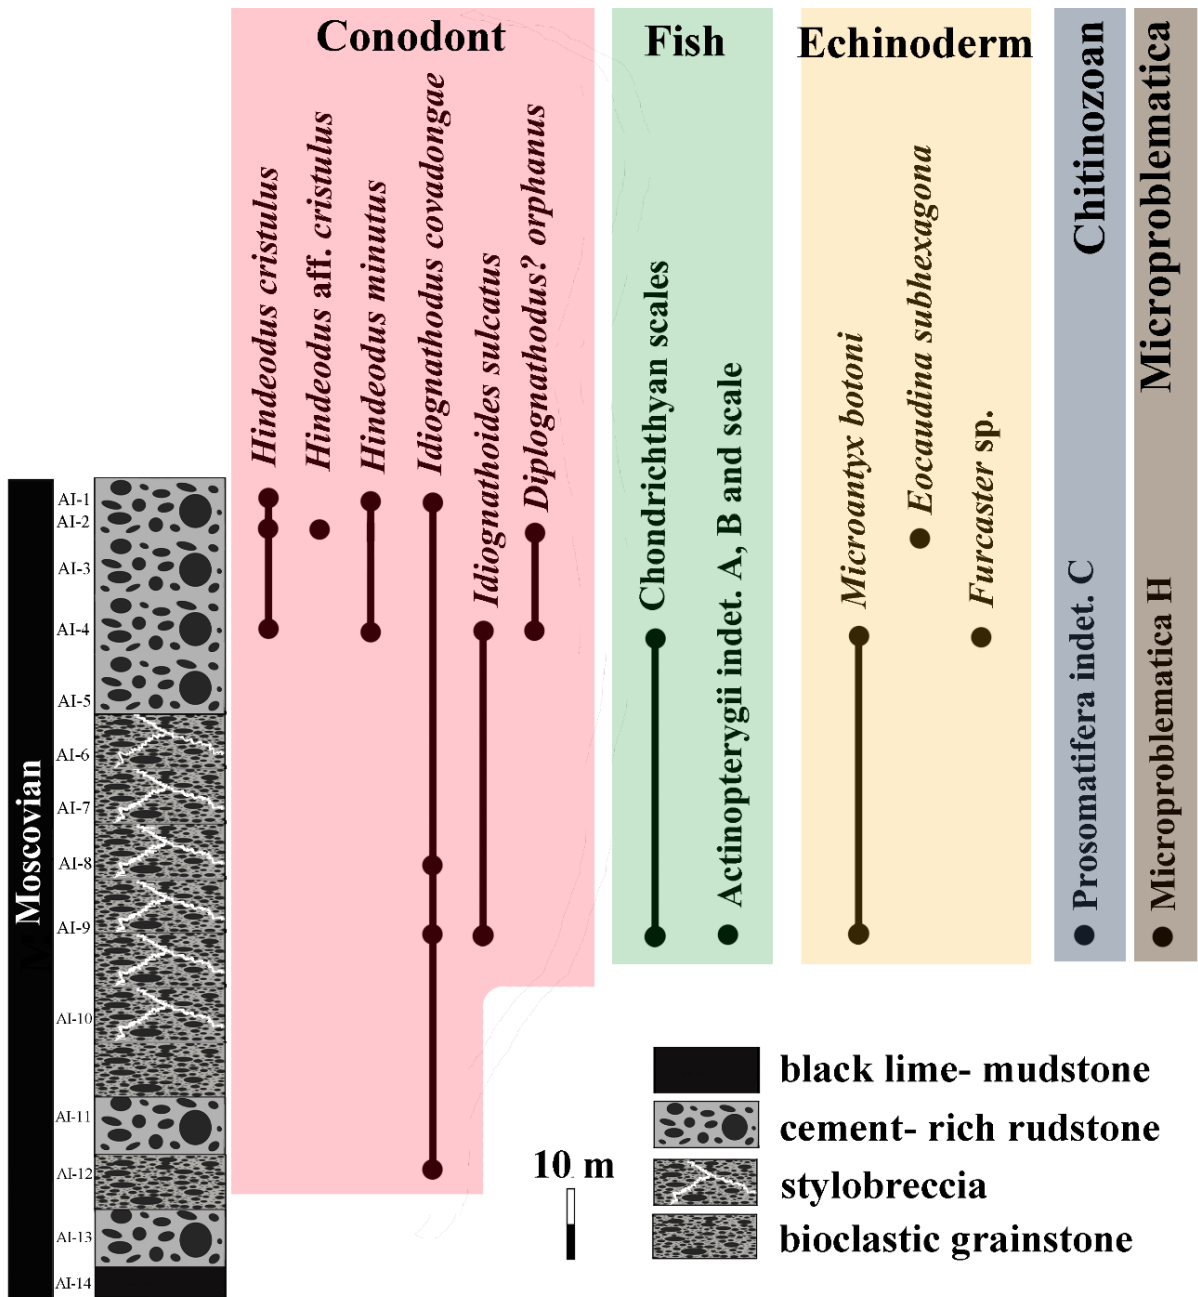 Conodont
Fish
Echinoderm
Chitinozoan
Microproblematica
Hindeodus cristulus
Hindeodus aff. cristulus
Hindeodus minutus
Idiognathodus covadongae
Idiognathoides sulcatus
Diplognathodus? orphanus
Chondrichthyan scales
Actinopterygii indet. A, B and scale
Microantyx botoni
Eocaudina subhexagona
Furcaster sp.
Prosomatifera indet. C
Microproblematica H
Moscovian
AI-1
AI-2
AI-3
AI-4
AI-5
AI-6
AI-7
AI-8
AI-9
AI-10
AI-11
AI-12
AI-13
AI-14
10 m
black lime- mudstone
cement- rich rudstone
stylobreccia
bioclastic grainstone